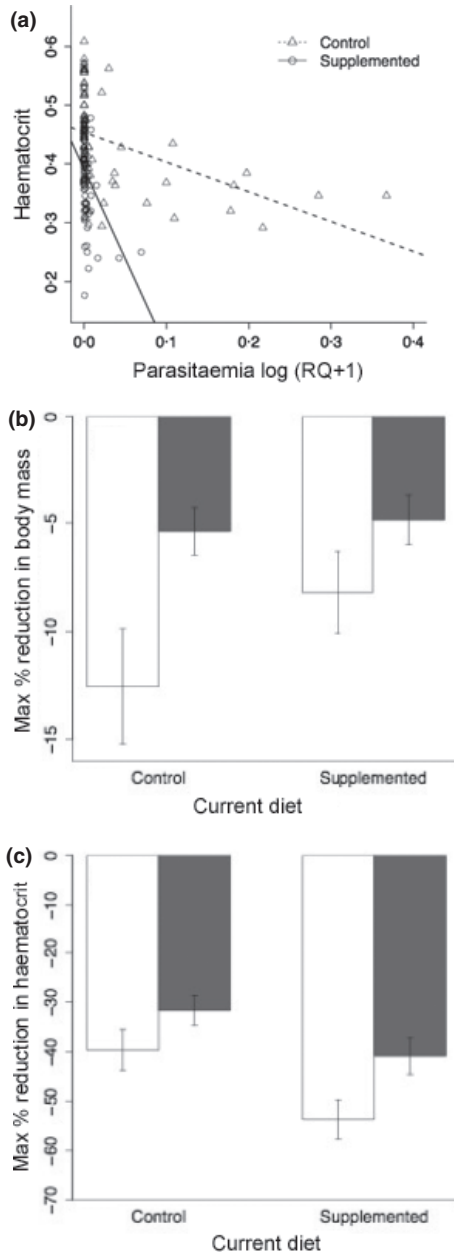 (a)
Control
Supplemented
Haematocrit
0·6
0·5
0·4
0·3
0·2
0·0 0·1 0·2 0·3 0·4
Parasitaemia log (RQ+1)
(b)
Max % reduction in body mass
0
−5
−10
−15
Control Supplemented
Current diet
(c)
Max % reduction in haematocrit
0
−10
−20
−30
−40
−50
−60
−70
Control Supplemented
Current diet